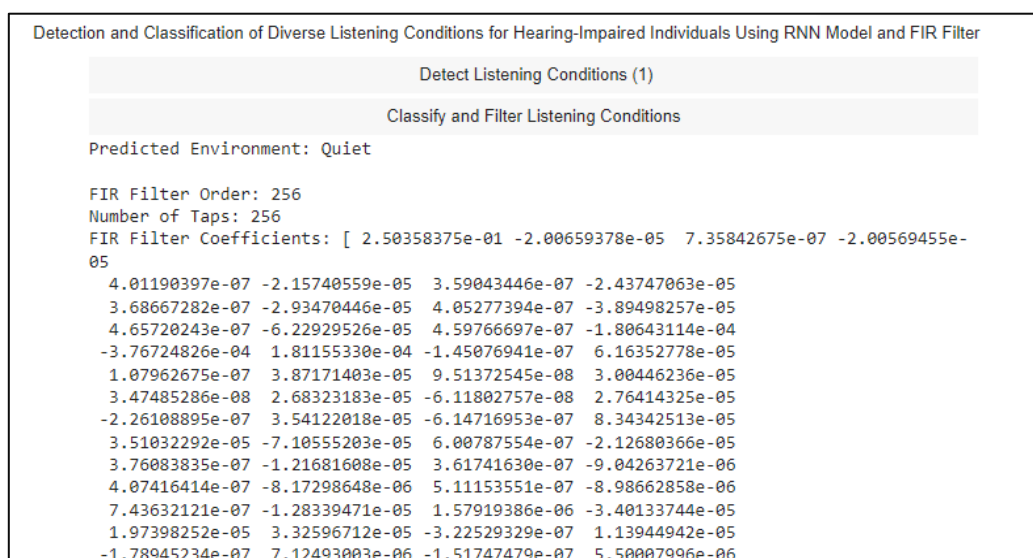 Detection and Classification of Diverse Listening Conditions for Hearing-Impaired Individuals Using RNN Model and FIR Filter
Detect Listening Conditions (1)
Classify and Filter Listening Conditions
Predicted Environment: Quiet
FIR Filter Order: 256
Number of Taps: 256
FIR Filter Coefficients: [ 2.50358375e-01 -2.00659378e-05  7.35842675e-07 -2.00569455e-
05
4.01190397e-07 -2.15740559e-05  3.59043446e-07 -2.43747063e-05
3.68667282e-07 -2.93470446e-05  4.05277394e-07 -3.89498257e-05
4.65720243e-07 -6.22929526e-05  4.59766697e-07 -1.80643114e-04
-3.76724826e-04  1.81155330e-04 -1.45076941e-07  6.16352778e-05
1.07962675e-07  3.87171403e-05  9.51372545e-08  3.00446236e-05
3.47485286e-08  2.68323183e-05 -6.11802757e-08  2.76414325e-05
-2.26108895e-07  3.54122018e-05 -6.14716953e-07  8.34342513e-05
3.51032292e-05 -7.10555203e-05  6.00787554e-07 -2.12680366e-05
3.76083835e-07 -1.21681608e-05  3.61741630e-07 -9.04263721e-06
4.07416414e-07 -8.17298648e-06  5.11153551e-07 -8.98662858e-06
7.43632121e-07 -1.28339471e-05  1.57919386e-06 -3.40133744e-05
1.97398252e-05  3.32596712e-05 -3.22529329e-07  1.13944942e-05
-1.78945234e-07  7.12493003e-06 -1.51747479e-07  5.50007996e-06